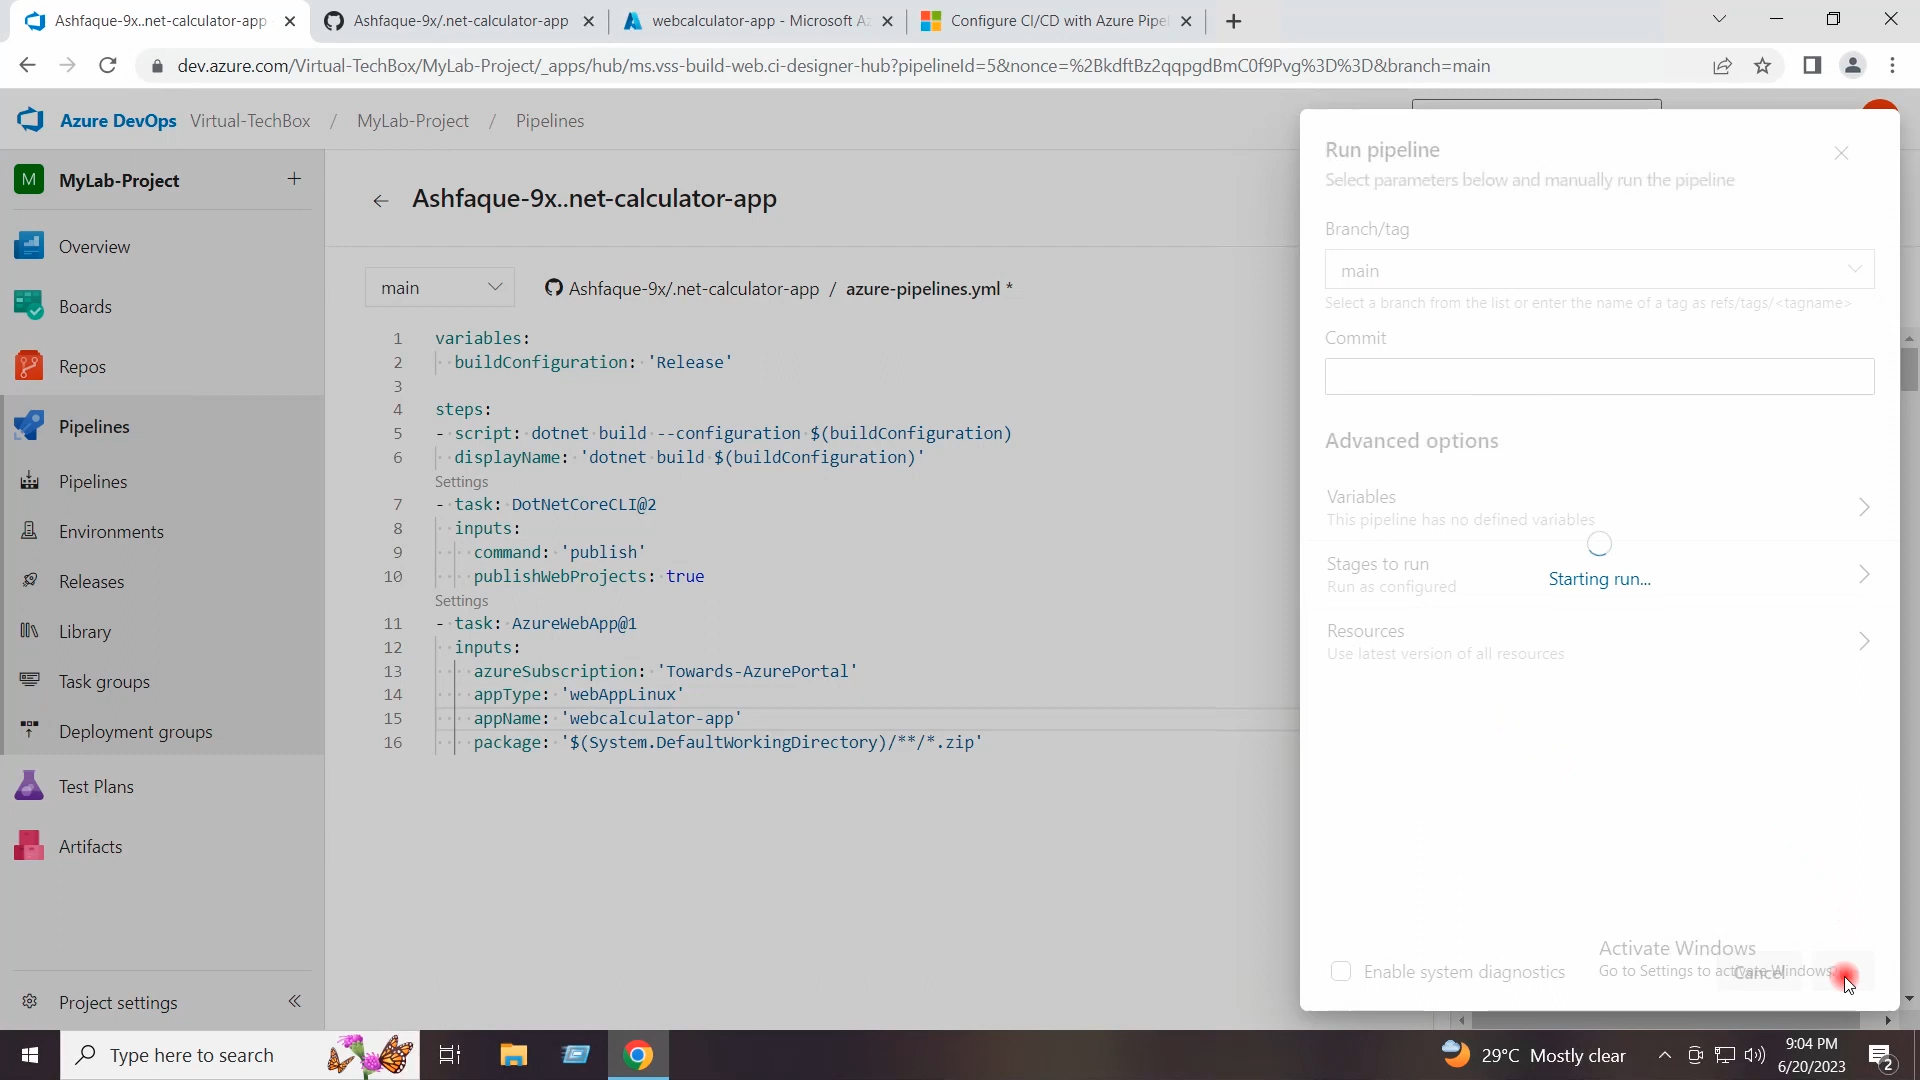 Ashfaque-9x..net-calculator-app
Ashfaque-9x/.net-calculator-app
webcalculator-app - Microsoft Az
Configure CI/CD with Azure Pipel
dev.azure.com/Virtual-TechBox/MyLab-Project/_apps/hub/ms.vss-build-web.ci-designer-hub?pipelineId=5&nonce=%2BkdftBz2qqpgdBmC0f9Pvg%3D%3D&branch=main
Azure DevOps Virtual-TechBox / MyLab-Project / Pipelines
M MyLab-Project
Overview
Boards
Repos
Pipelines
Pipelines
Environments
Releases
Library
Task groups
Deployment groups
Test Plans
Artifacts
Project settings
Ashfaque-9x..net-calculator-app
main
Ashfaque-9x/.net-calculator-app / azure-pipelines.yml *
1 variables:
2 buildConfiguration: 'Release'
3
4 steps:
5 - script: dotnet build --configuration $(buildConfiguration)
6 displayName: 'dotnet build $(buildConfiguration)'
Settings
7 - task: DotNetCoreCLI@2
8 inputs:
9 command: 'publish'
10 publishWebProjects: true
Settings
11 - task: AzureWebApp@1
12 inputs:
13 azureSubscription: 'Towards-AzurePortal'
14 appType: 'webAppLinux'
15 appName: 'webcalculator-app'
16 package: '$(System.DefaultWorkingDirectory)/**/*.zip'
Run pipeline
Select parameters below and manually run the pipeline
Branch/tag
main
Select a branch from the list or enter the name of a tag as refs/tags/<tagname>
Commit
Advanced options
Variables
This pipeline has no defined variables
Stages to run
Run as configured
Starting run...
Resources
Use latest version of all resources
Enable system diagnostics
Cancel
Activate Windows
Go to Settings to activate Windows.
Type here to search
29°C Mostly clear
9:04 PM
6/20/2023
2